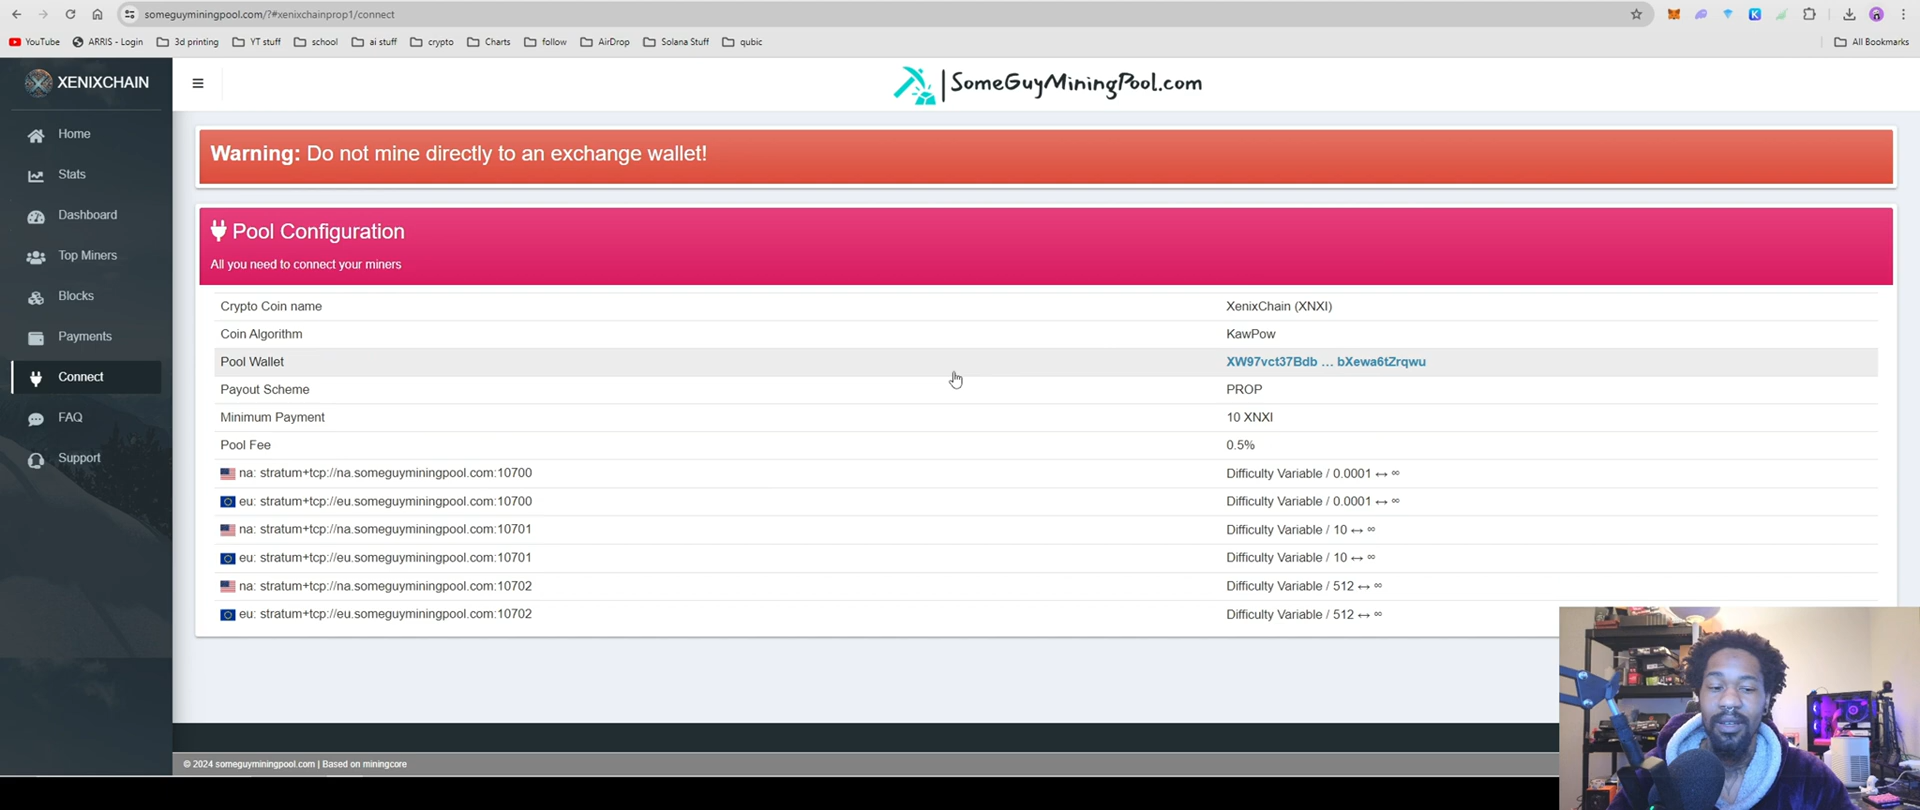 someguyminingpool.com/?#xenixchainprop1/connect
YouTube
ARRIS - Login
3d printing
YT stuff
school
ai stuff
crypto
Charts
follow
AirDrop
Solana Stuff
qubic
All Bookmarks
XENIXCHAIN
SomeGuyMiningPool.com
Home
Stats
Dashboard
Top Miners
Blocks
Payments
Connect
FAQ
Support
Warning: Do not mine directly to an exchange wallet!
Pool Configuration
All you need to connect your miners
Crypto Coin name XenixChain (XNXI)
Coin Algorithm KawPow
Pool Wallet XW97vct37Bdb ... bXewa6tZrqwu
Payout Scheme PROP
Minimum Payment 10 XNXI
Pool Fee 0.5%
na: stratum+tcp://na.someguyminingpool.com:10700 Difficulty Variable / 0.0001 ↔ ∞
eu: stratum+tcp://eu.someguyminingpool.com:10700 Difficulty Variable / 0.0001 ↔ ∞
na: stratum+tcp://na.someguyminingpool.com:10701 Difficulty Variable / 10 ↔ ∞
eu: stratum+tcp://eu.someguyminingpool.com:10701 Difficulty Variable / 10 ↔ ∞
na: stratum+tcp://na.someguyminingpool.com:10702 Difficulty Variable / 512 ↔ ∞
eu: stratum+tcp://eu.someguyminingpool.com:10702 Difficulty Variable / 512 ↔ ∞
© 2024 someguyminingpool.com | Based on miningcore